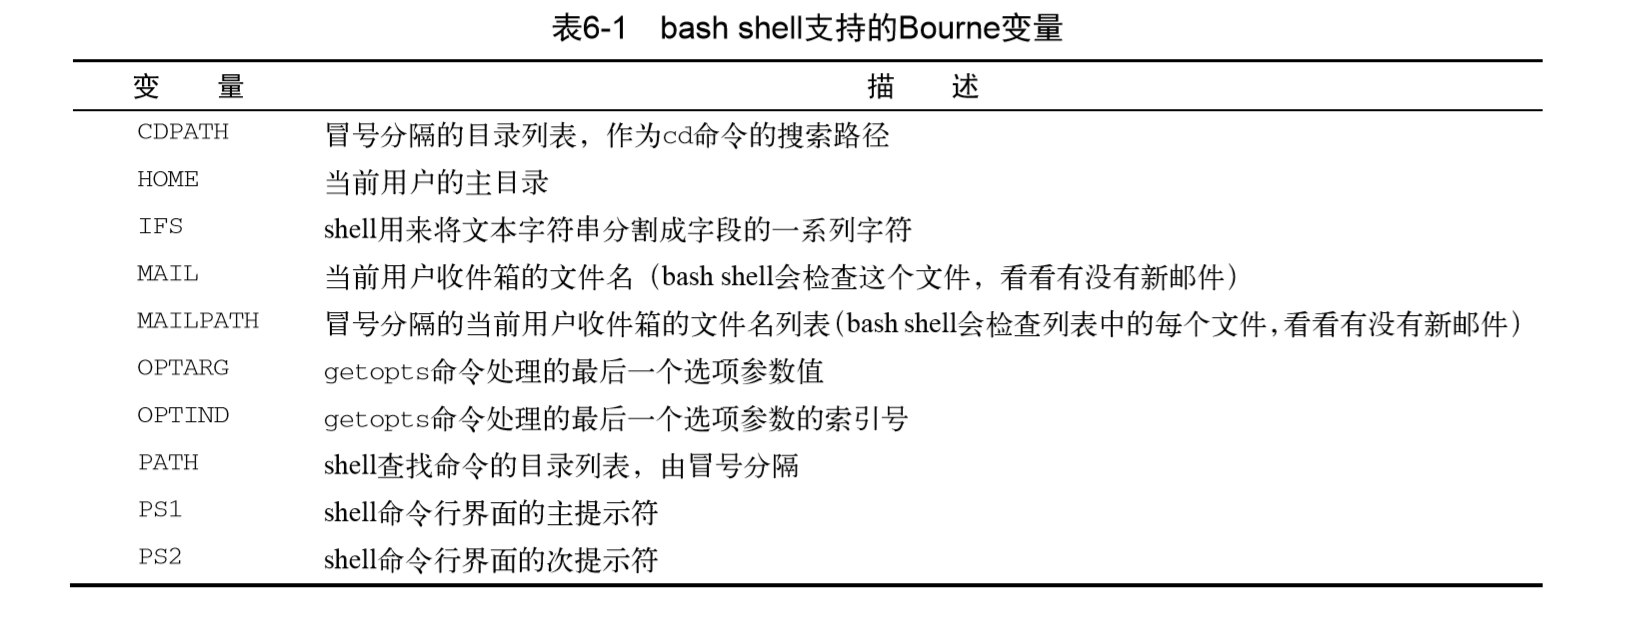 表6-1 bash shell支持的Bourne变量
变 量 描 述
CDPATH 冒号分隔的目录列表，作为cd命令的搜索路径
HOME 当前用户的主目录
IFS shell用来将文本字符串分割成字段的一系列字符
MAIL 当前用户收件箱的文件名（bash shell会检查这个文件，看看有没有新邮件）
MAILPATH 冒号分隔的当前用户收件箱的文件名列表（bash shell会检查列表中的每个文件，看看有没有新邮件）
OPTARG getopts命令处理的最后一个选项参数值
OPTIND getopts命令处理的最后一个选项参数的索引号
PATH shell查找命令的目录列表，由冒号分隔
PS1 shell命令行界面的主提示符
PS2 shell命令行界面的次提示符